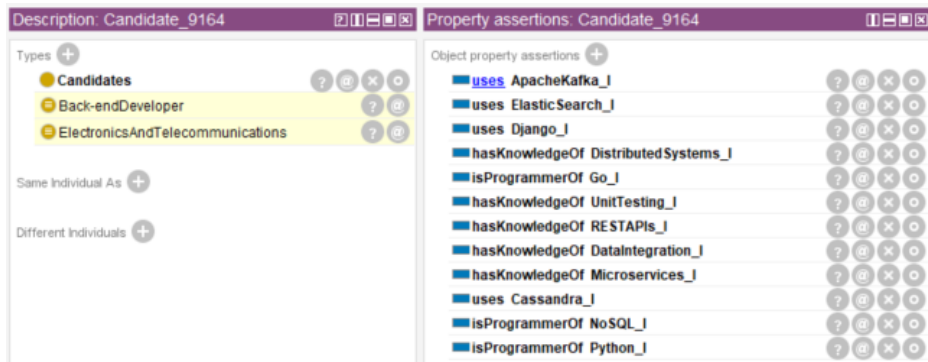 Description: Candidate_9164
Types
Candidates
Back-endDeveloper
ElectronicsAndTelecommunications
Same Individual As
Different Individuals
Property assertions: Candidate_9164
Object property assertions
uses ApacheKafka_I
uses ElasticSearch_I
uses Django_I
hasKnowledgeOf DistributedSystems_I
isProgrammerOf Go_I
hasKnowledgeOf UnitTesting_I
hasKnowledgeOf RESTAPIs_I
hasKnowledgeOf DataIntegration_I
hasKnowledgeOf Microservices_I
uses Cassandra_I
isProgrammerOf NoSQL_I
isProgrammerOf Python_I